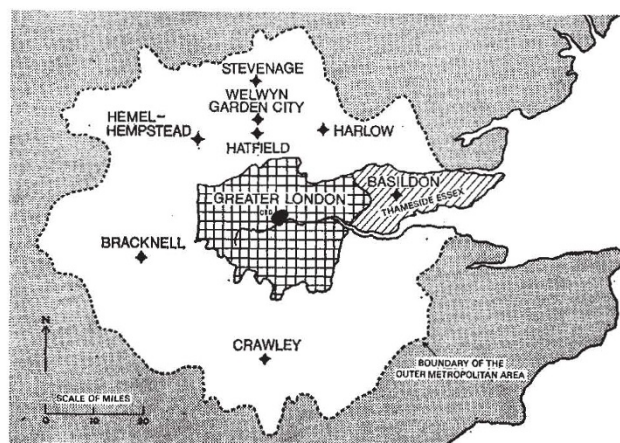 STEVENAGE
WELWYN
GARDEN CITY
HEMEL-
HEMPSTEAD
HARLOW
HATFIELD
BASILDON
GREATER LONDON
THAMESIDE ESSEX
CBD
BRACKNELL
N
CRAWLEY
BOUNDARY OF THE
OUTER METROPOLITAN AREA
SCALE OF MILES
0 10 20